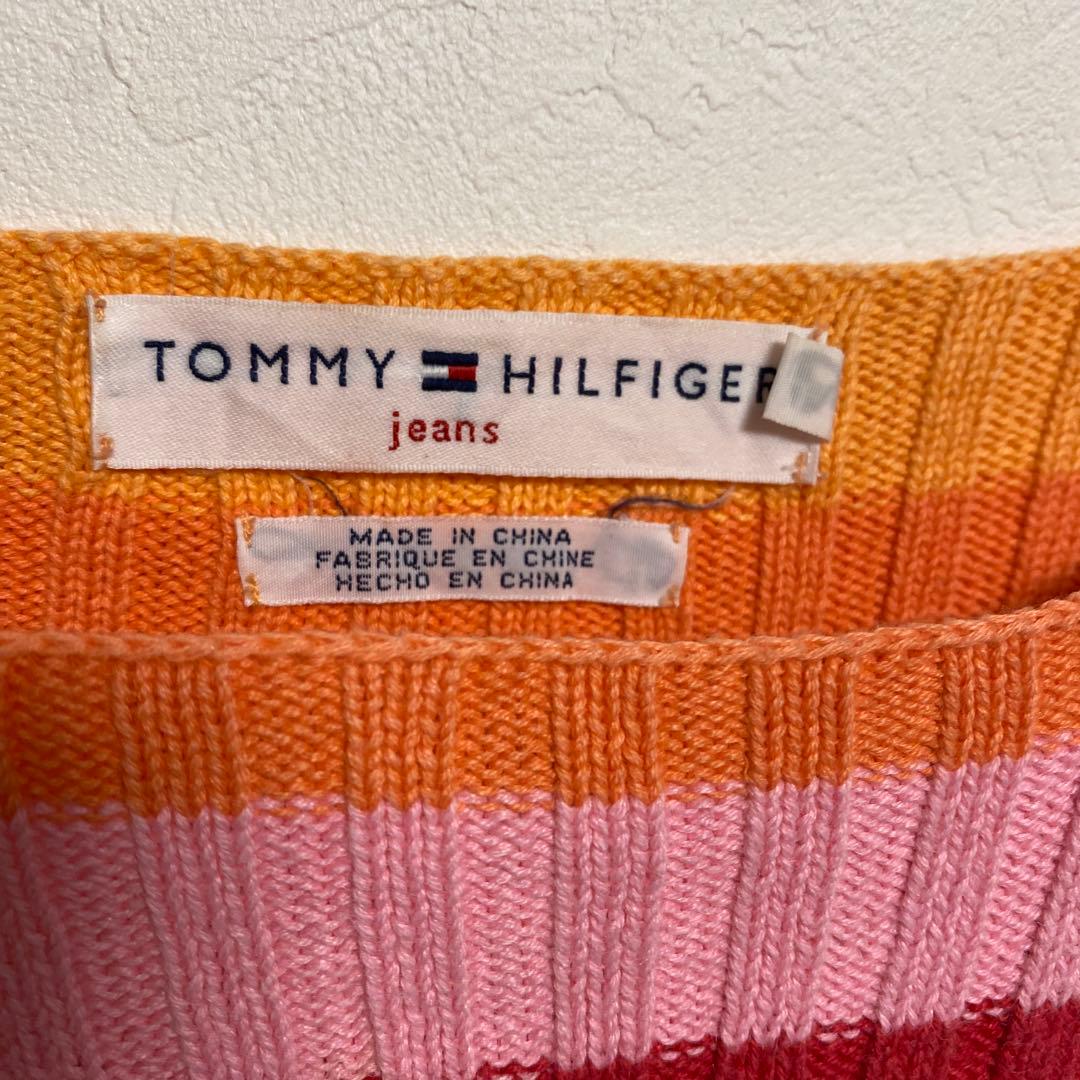 TOMMY HILFIGER
jeans
MADE IN CHINA
FABRIQUE EN CHINE
HECHO EN CHINA